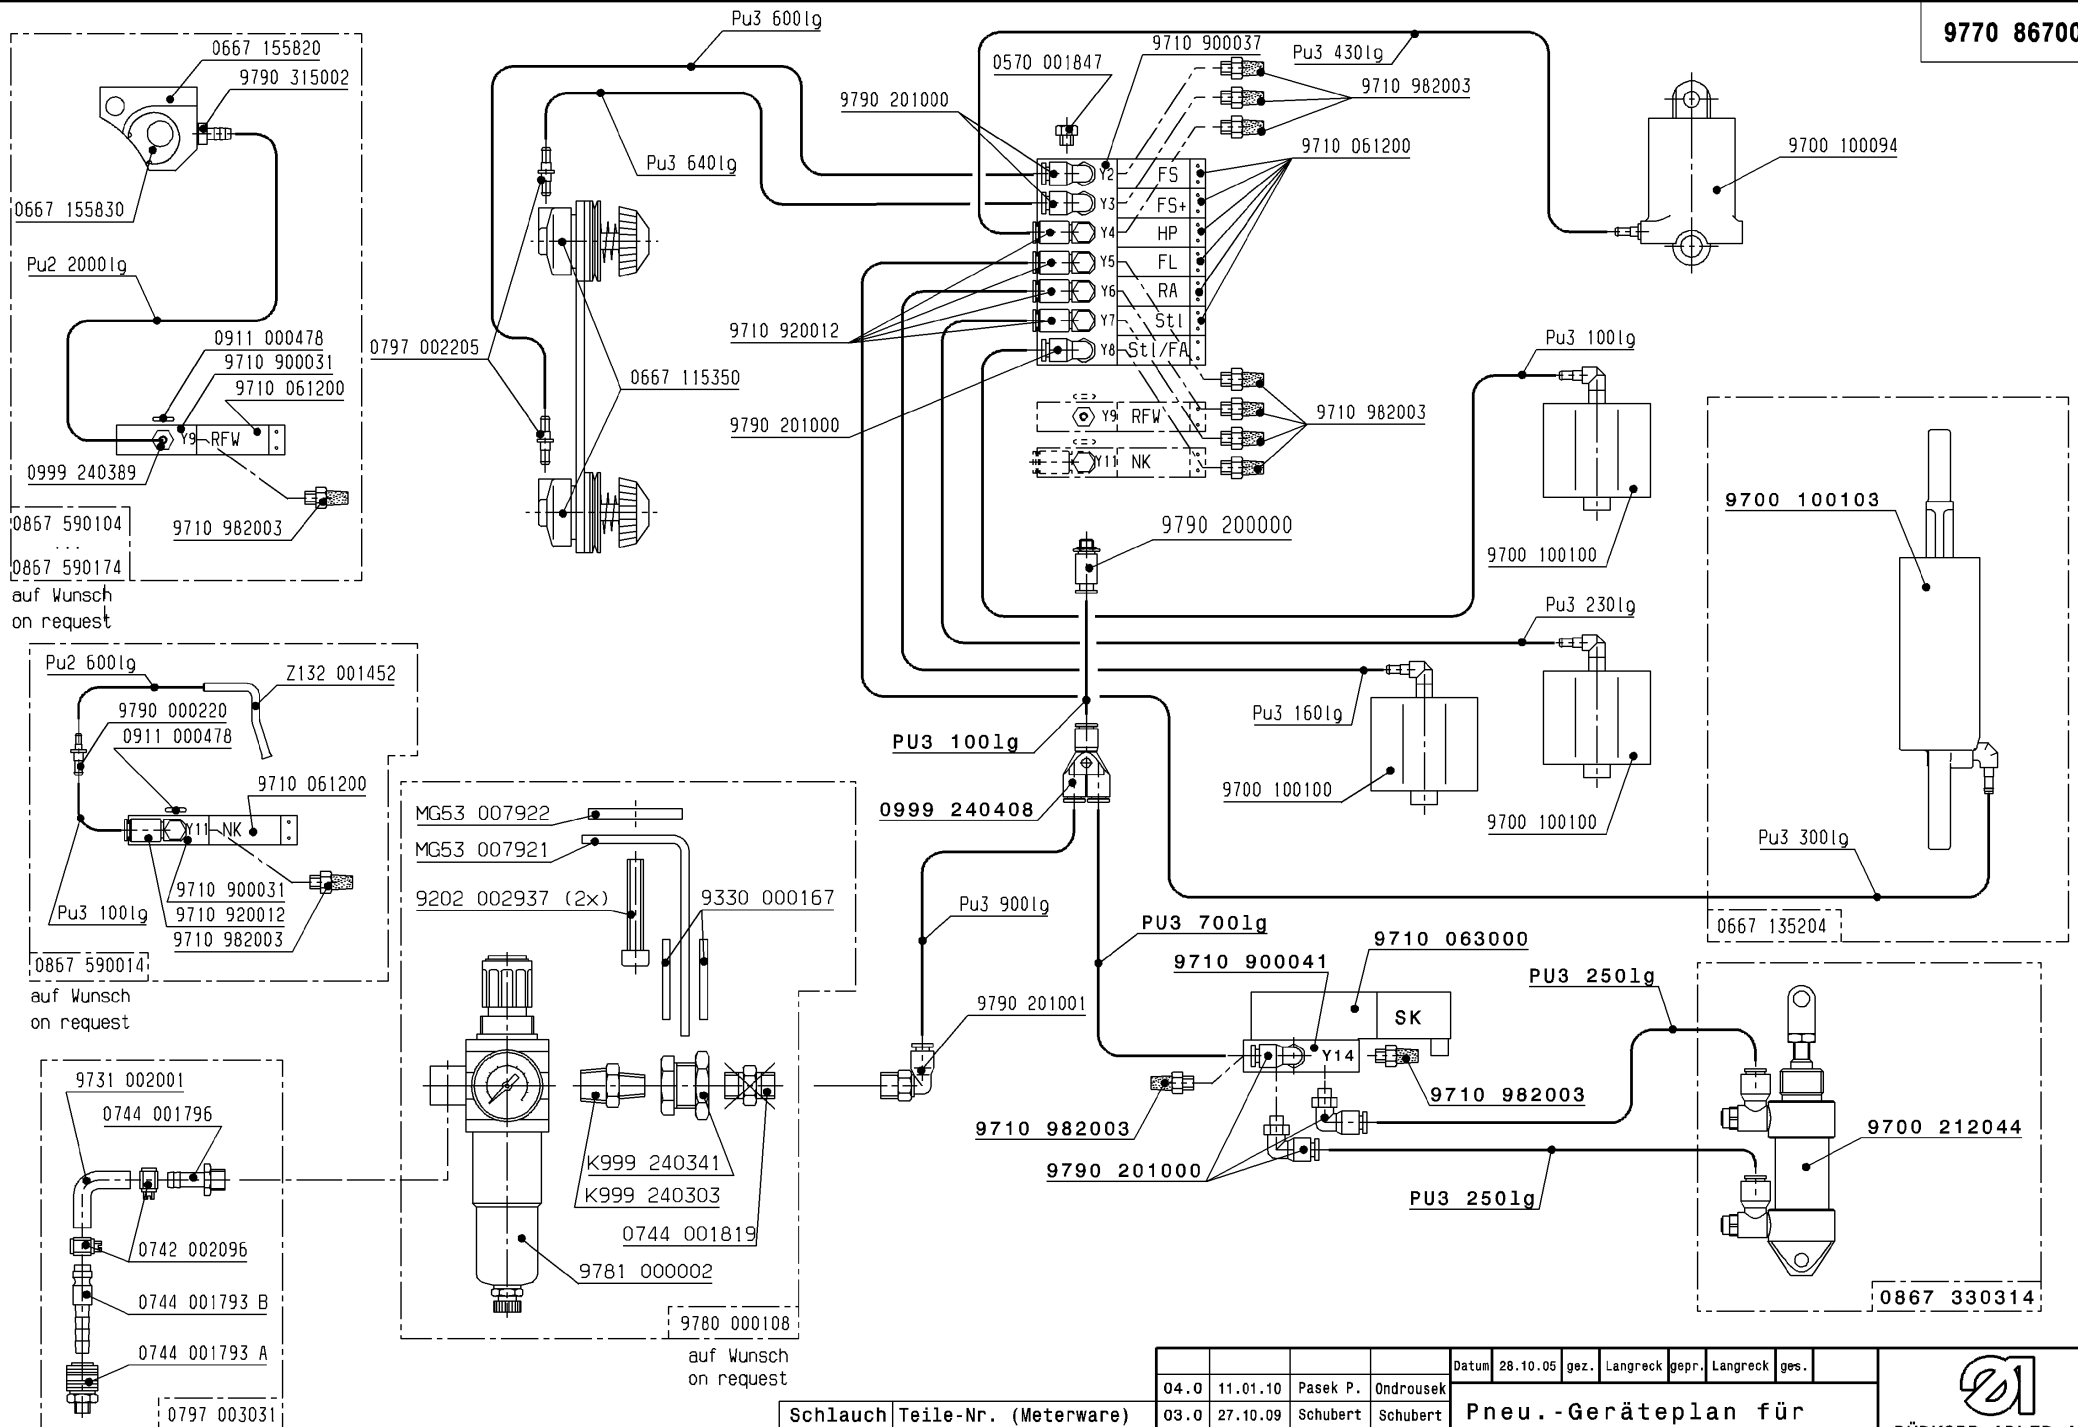 9770 86700
0667 155820
9790 315002
0667 155830
Pu2 2000lg
0911 000478
9710 900031
9710 061200
Y9 RFW
0999 240389
9710 982003
0867 590104
...
0867 590174
auf Wunsch
on request
Pu3 600lg
Pu3 640lg
0797 002205
0667 115350
9790 201000
0570 001847
9710 900037
Pu3 430lg
9710 982003
9710 061200
9700 100094
Y2 FS
Y3 FS+
Y4 HP
Y5 FL
Y6 RA
Y7 Stl
Y8 Stl/FA
Y9 RFW
Y11 NK
9710 920012
9790 201000
9710 982003
9790 200000
Pu3 100lg
9700 100100
Pu3 230lg
9700 100100
Pu3 160lg
9700 100100
9700 100103
Pu3 300lg
0667 135204
Pu2 600lg
Z132 001452
9790 000220
0911 000478
9710 061200
Y11 NK
9710 900031
Pu3 100lg
9710 920012
9710 982003
0867 590014
auf Wunsch
on request
MG53 007922
MG53 007921
9202 002937 (2x)
9330 000167
K999 240341
K999 240303
0744 001819
9781 000002
9780 000108
auf Wunsch
on request
PU3 100lg
0999 240408
Pu3 900lg
PU3 700lg
9790 201001
9710 063000
9710 900041
SK
Y14
9710 982003
9710 982003
9790 201000
PU3 250lg
PU3 250lg
9700 212044
0867 330314
9731 002001
0744 001796
0742 002096
0744 001793 B
0744 001793 A
0797 003031
Datum 28.10.05 gez. Langreck gepr. Langreck ges.
04.0 11.01.10 Pasek P. Ondrousek
03.0 27.10.09 Schubert Schubert
Pneu.-Geräteplan für
Schlauch Teile-Nr. (Meterware)